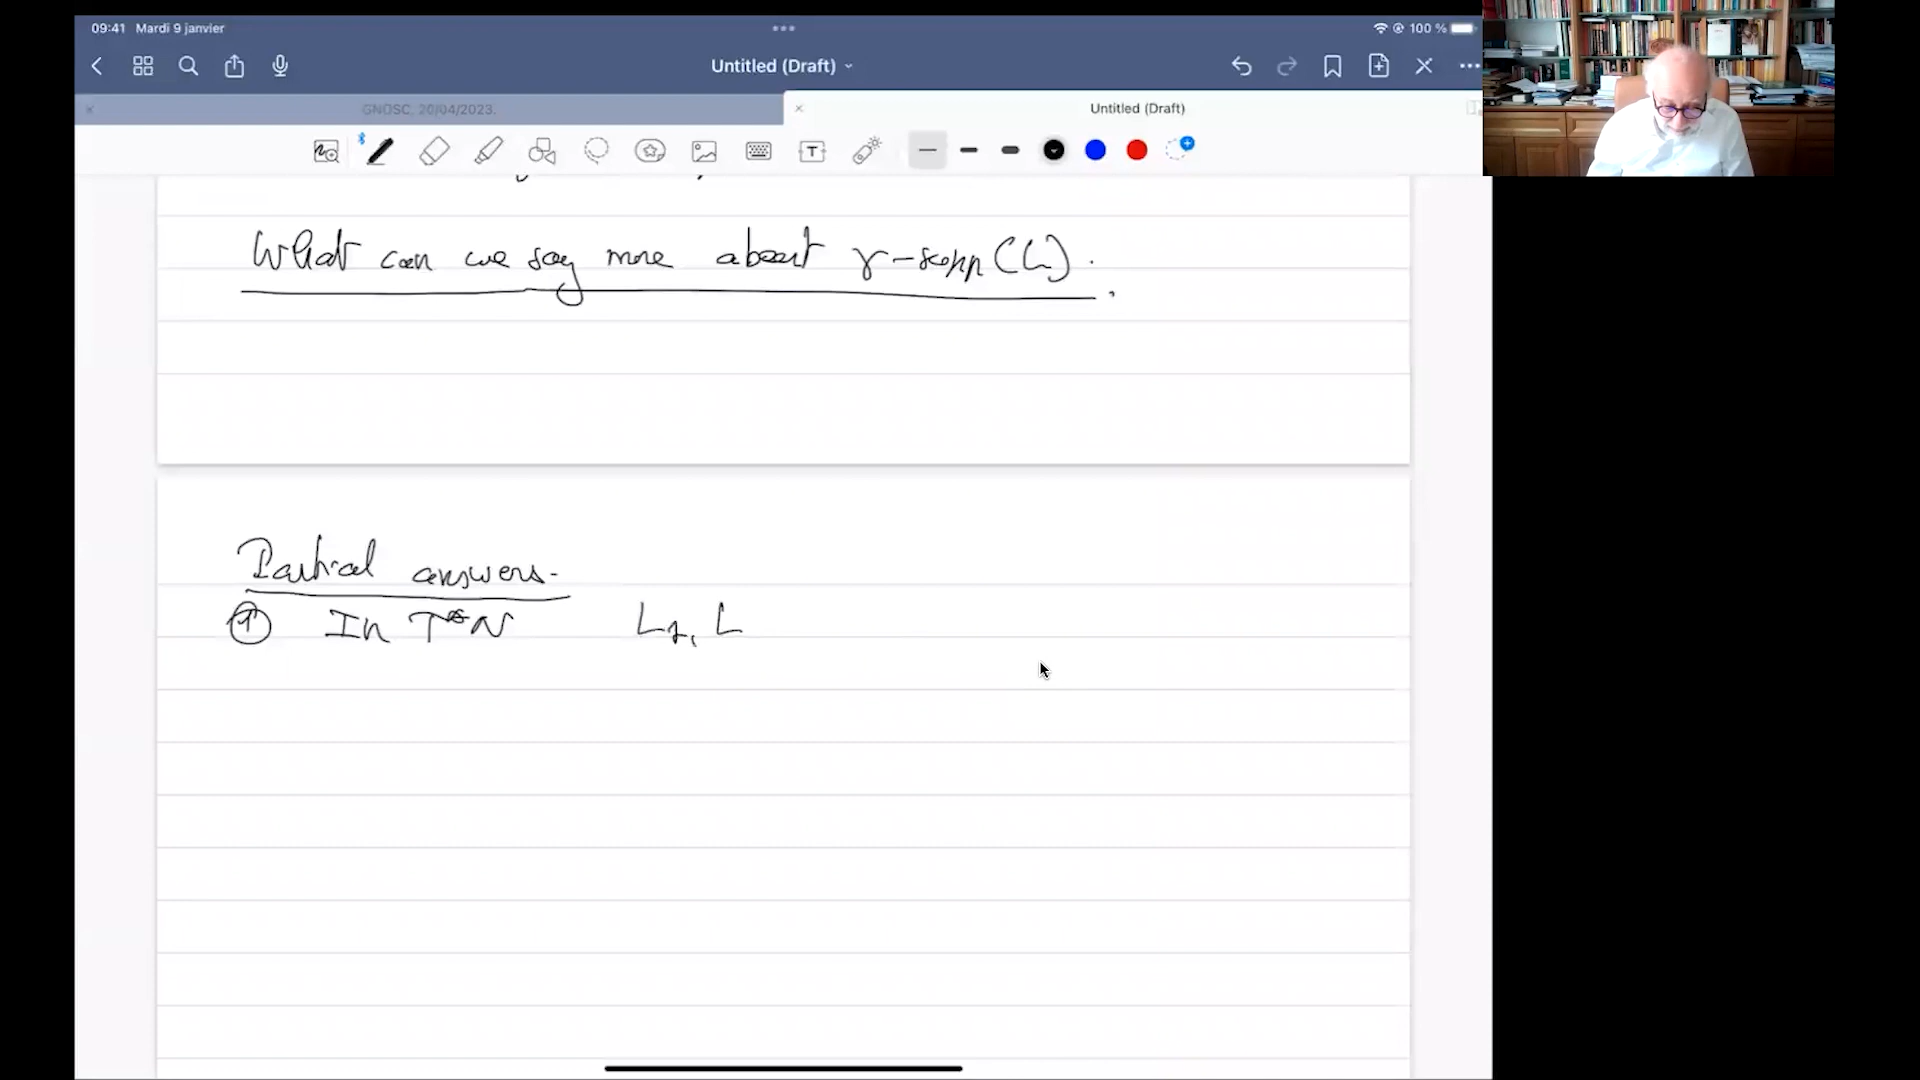 09:41 Mardi 9 janvier
100 %
Untitled (Draft)
GNOSC, 20/04/2023.
Untitled (Draft)
T
What can we say more about γ-supp(L).
Partial answers.
① In T*N L₁, L